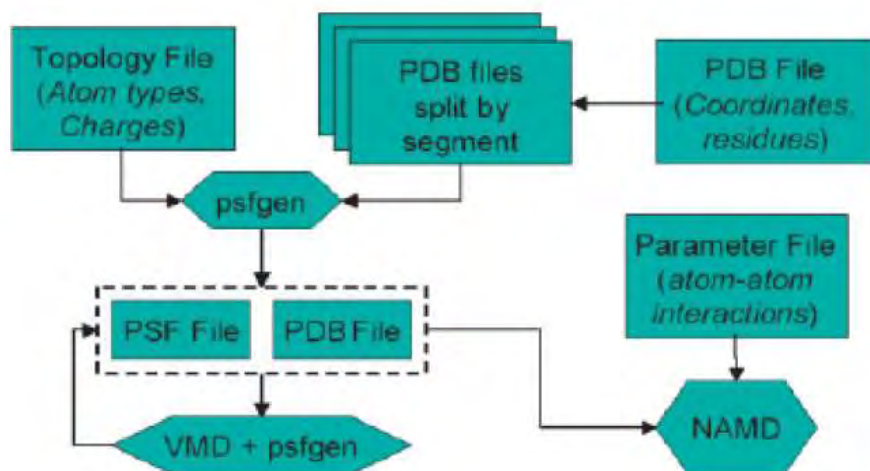 Topology File
(Atom types,
Charges)
PDB files
split by
segment
PDB File
(Coordinates,
residues)
psfgen
Parameter File
(atom-atom
interactions)
PSF File
PDB File
VMD + psfgen
NAMD